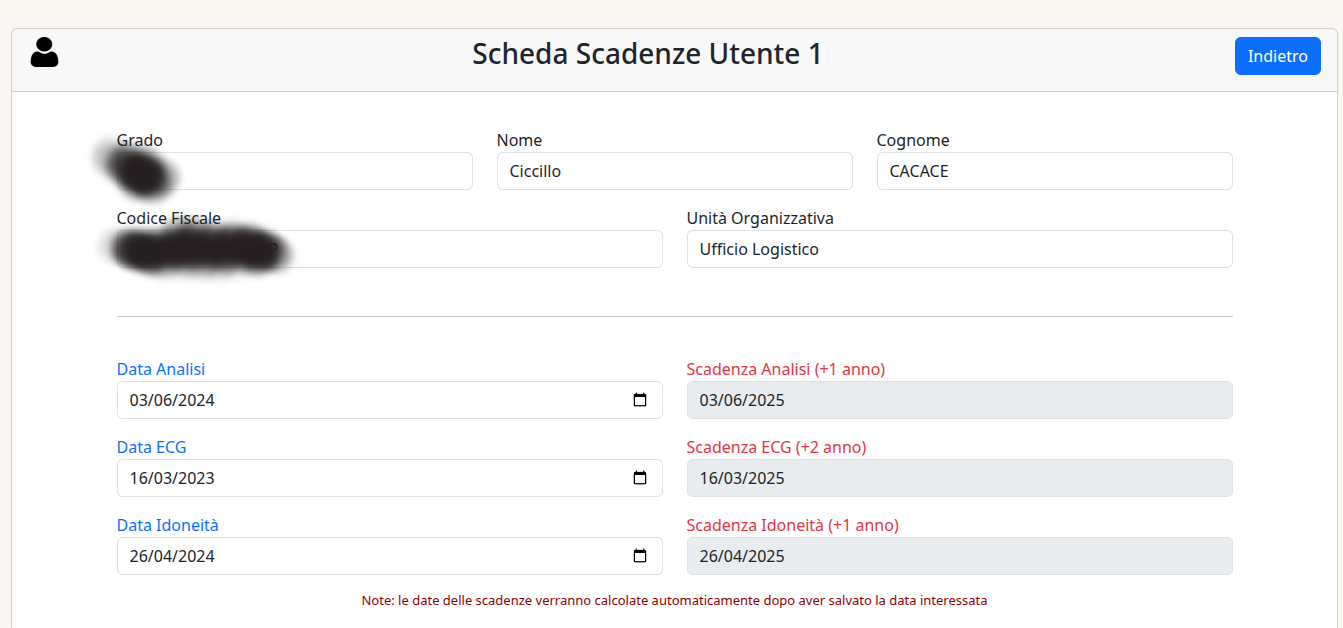 Scheda Scadenze Utente 1
Indietro
Grado
Nome
Cognome
Ciccillo
CACACE
Codice Fiscale
Unità Organizzativa
Ufficio Logistico
Data Analisi
Scadenza Analisi (+1 anno)
03/06/2024
03/06/2025
Data ECG
Scadenza ECG (+2 anno)
16/03/2023
16/03/2025
Data Idoneità
Scadenza Idoneità (+1 anno)
26/04/2024
26/04/2025
Note: le date delle scadenze verranno calcolate automaticamente dopo aver salvato la data interessata